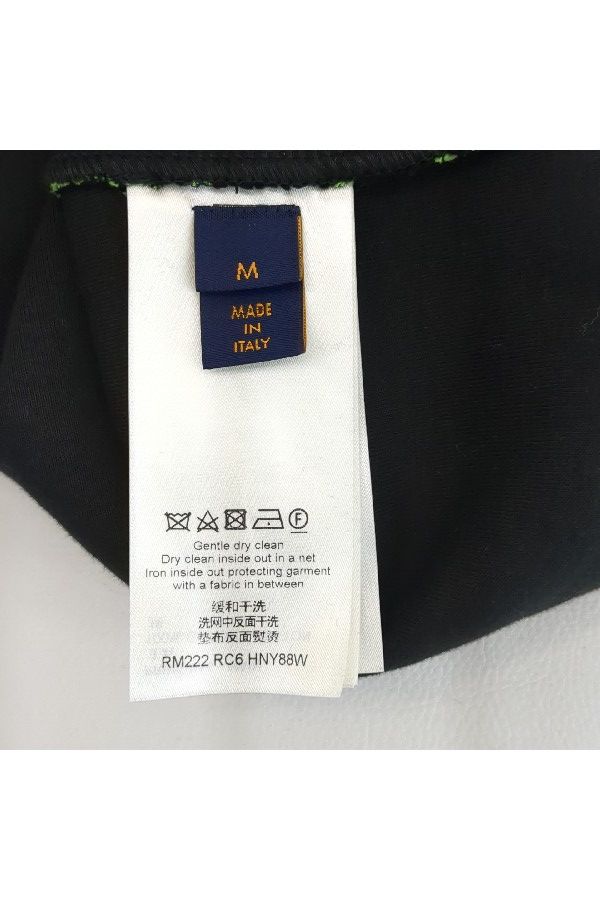 M
MADE
IN
ITALY
F
Gentle dry clean
Dry clean inside out in a net
Iron inside out protecting garment
with a fabric in between
缓和干洗
洗网中反面干洗
垫布反面熨烫
RM222 RC6 HNY88W